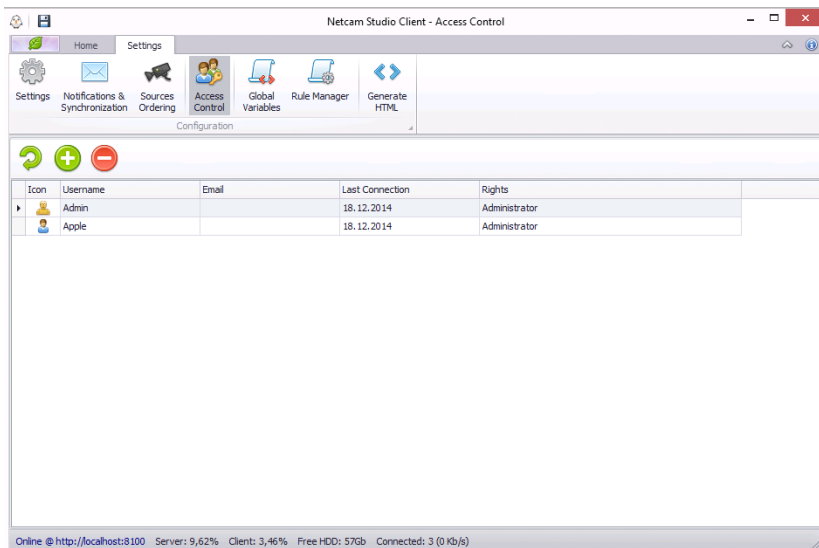 Netcam Studio Client - Access Control
Home Settings
Settings Notifications & Synchronization Sources Ordering Access Control Global Variables Rule Manager Generate HTML
Configuration
Icon Username Email Last Connection Rights
Admin 18.12.2014 Administrator
Apple 18.12.2014 Administrator
Online @ http://localhost:8100 Server: 9,62% Client: 3,46% Free HDD: 57Gb Connected: 3 (0 Kb/s)